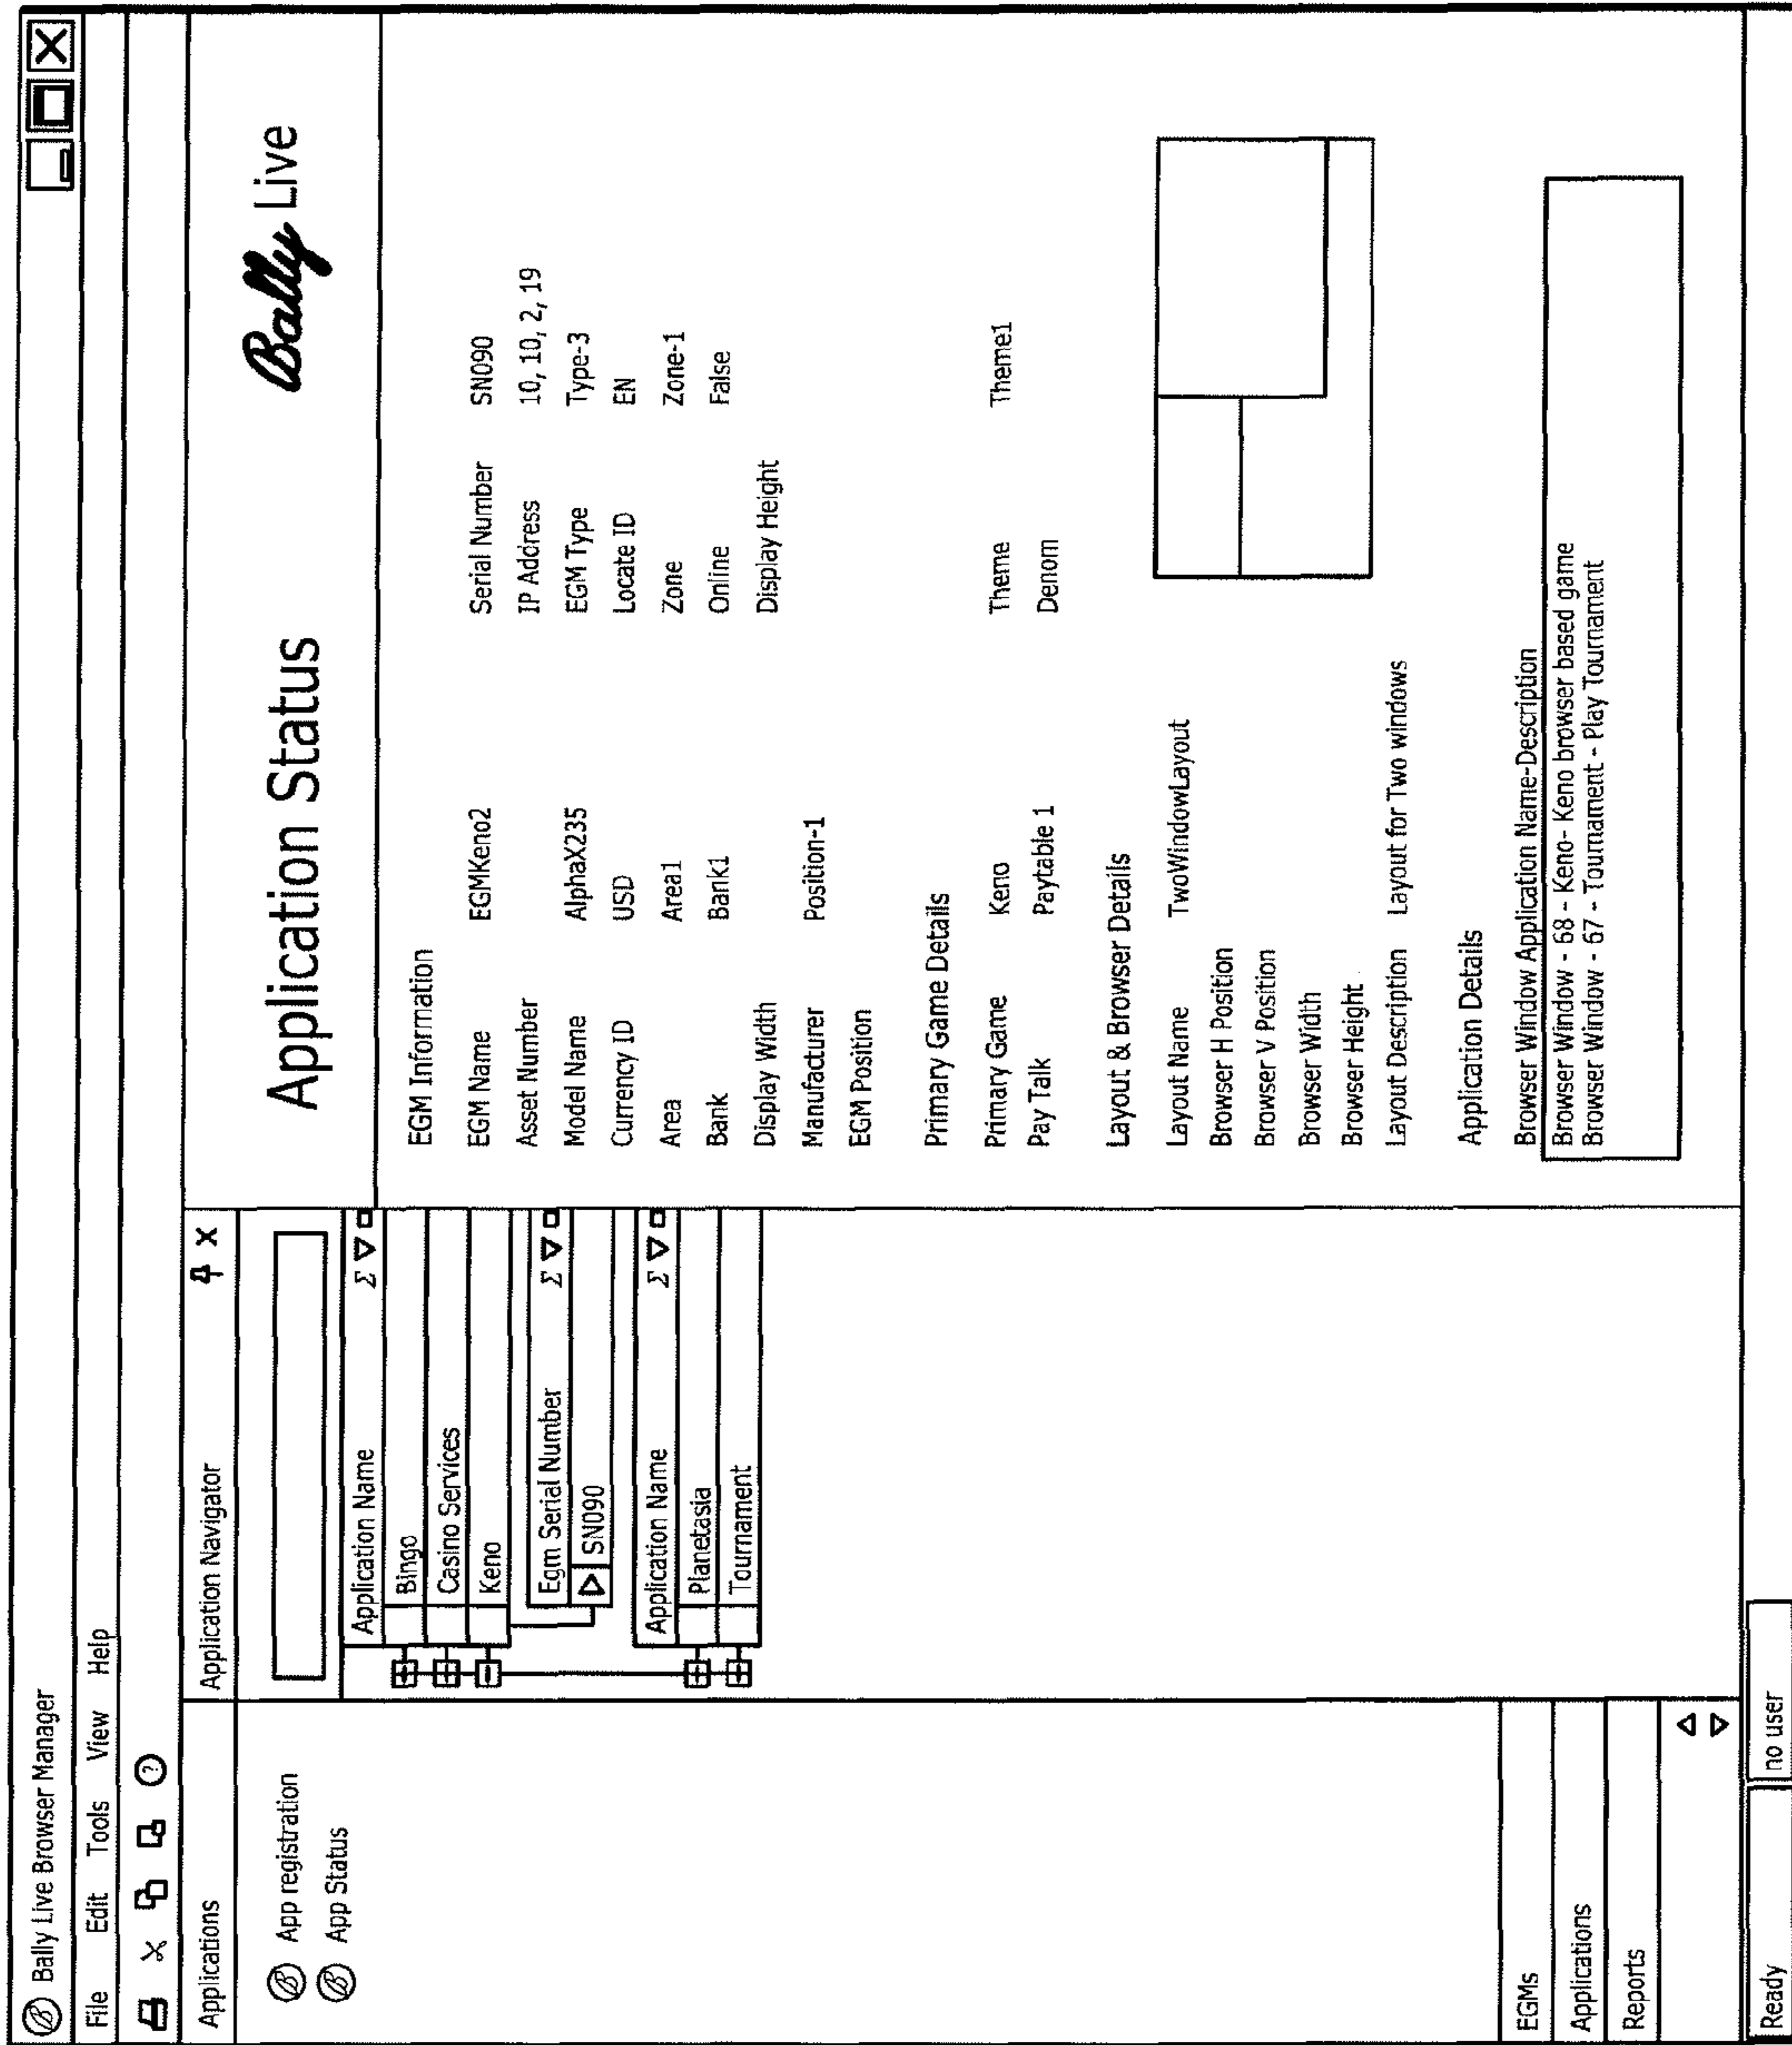 Bally Live Browser Manager
File Edit Tools View Help
Applications
App registration
App Status
EGMs
Applications
Reports
Ready
no user
Application Navigator
Application Name Σ
Bingo
Casino Services
Keno
Egm Serial Number Σ
SN090
Application Name Σ
Planetasia
Tournament
Application Status
Bally Live
EGM Information
EGM Name EGMKeno2 Serial Number SN090
Asset Number IP Address 10, 10, 2, 19
Model Name AlphaX235 EGM Type Type-3
Currency ID USD Locate ID EN
Area Area1 Zone Zone-1
Bank Bank1 Online False
Display Width Display Height
Manufacturer Position-1
EGM Position
Primary Game Details
Primary Game Keno Theme Theme1
Pay Talk Paytable 1 Denom
Layout & Browser Details
Layout Name TwoWindowLayout
Browser H Position
Browser V Position
Browser Width
Browser Height
Layout Description Layout for Two windows
Application Details
Browser Window Application Name-Description
Browser Window - 68 - Keno- Keno browser based game
Browser Window - 67 - Tournament - Play Tournament